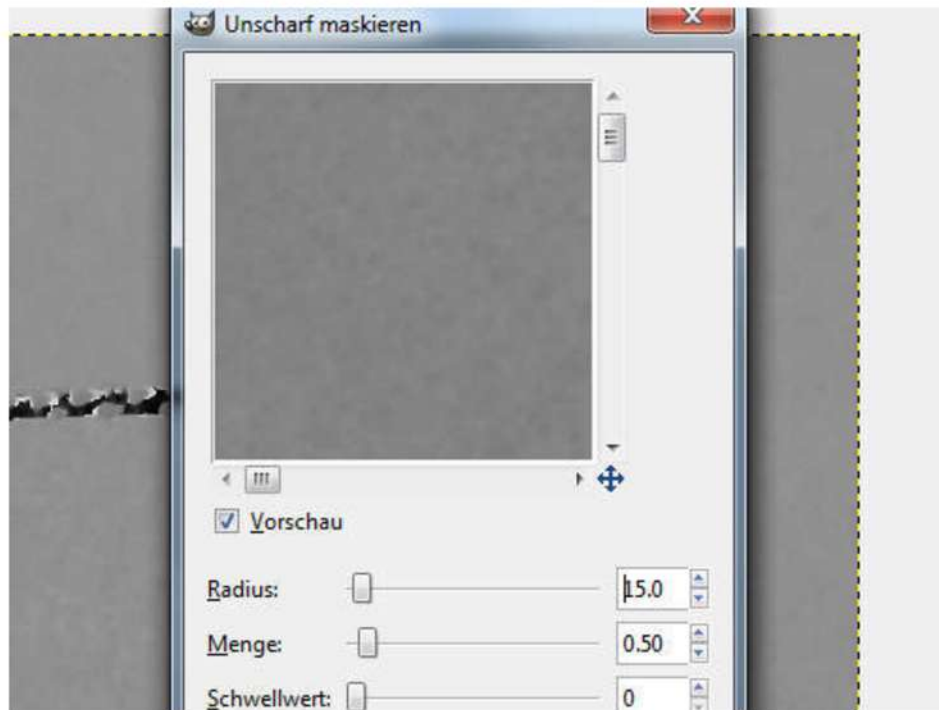 Unscharf maskieren
Vorschau
Radius: 15.0
Menge: 0.50
Schwellwert: 0